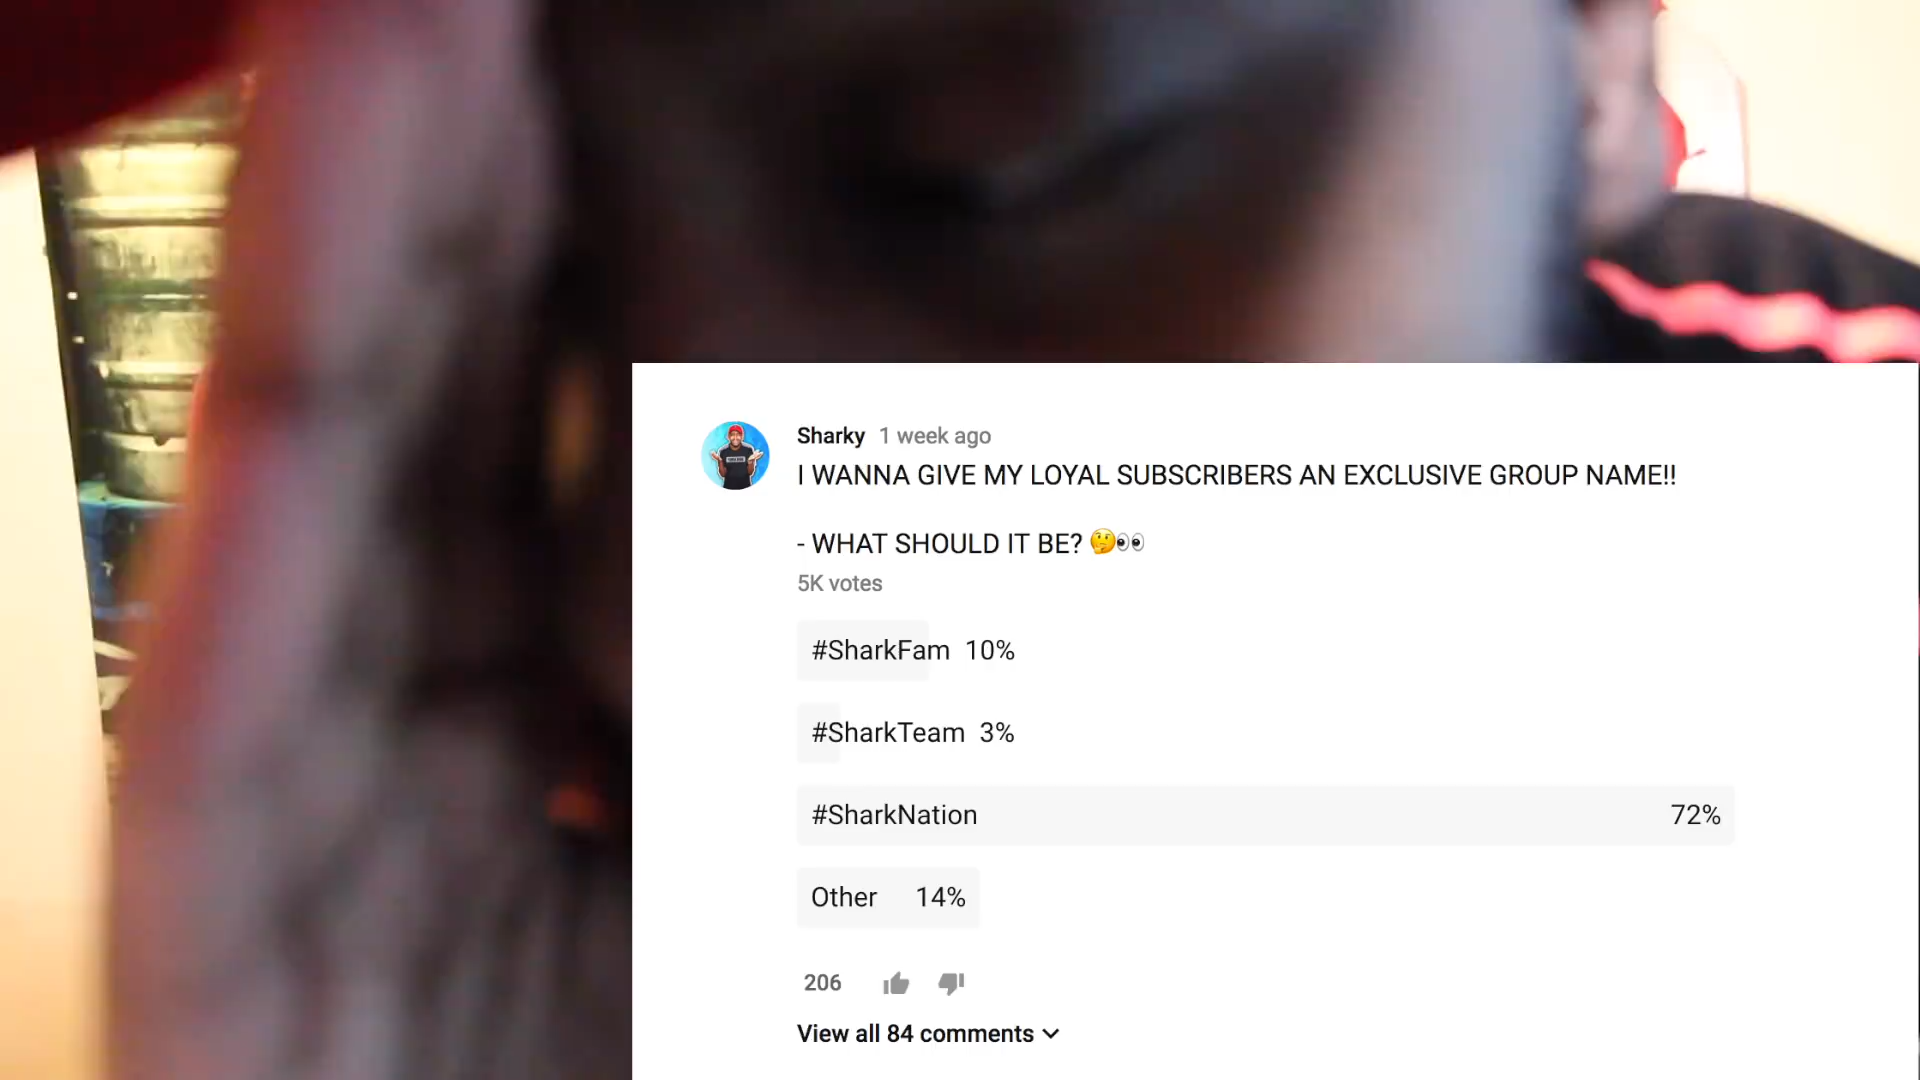 Sharky 1 week ago
I WANNA GIVE MY LOYAL SUBSCRIBERS AN EXCLUSIVE GROUP NAME!!
- WHAT SHOULD IT BE? 🤔👀
5K votes
#SharkFam 10%
#SharkTeam 3%
#SharkNation 72%
Other 14%
206
View all 84 comments